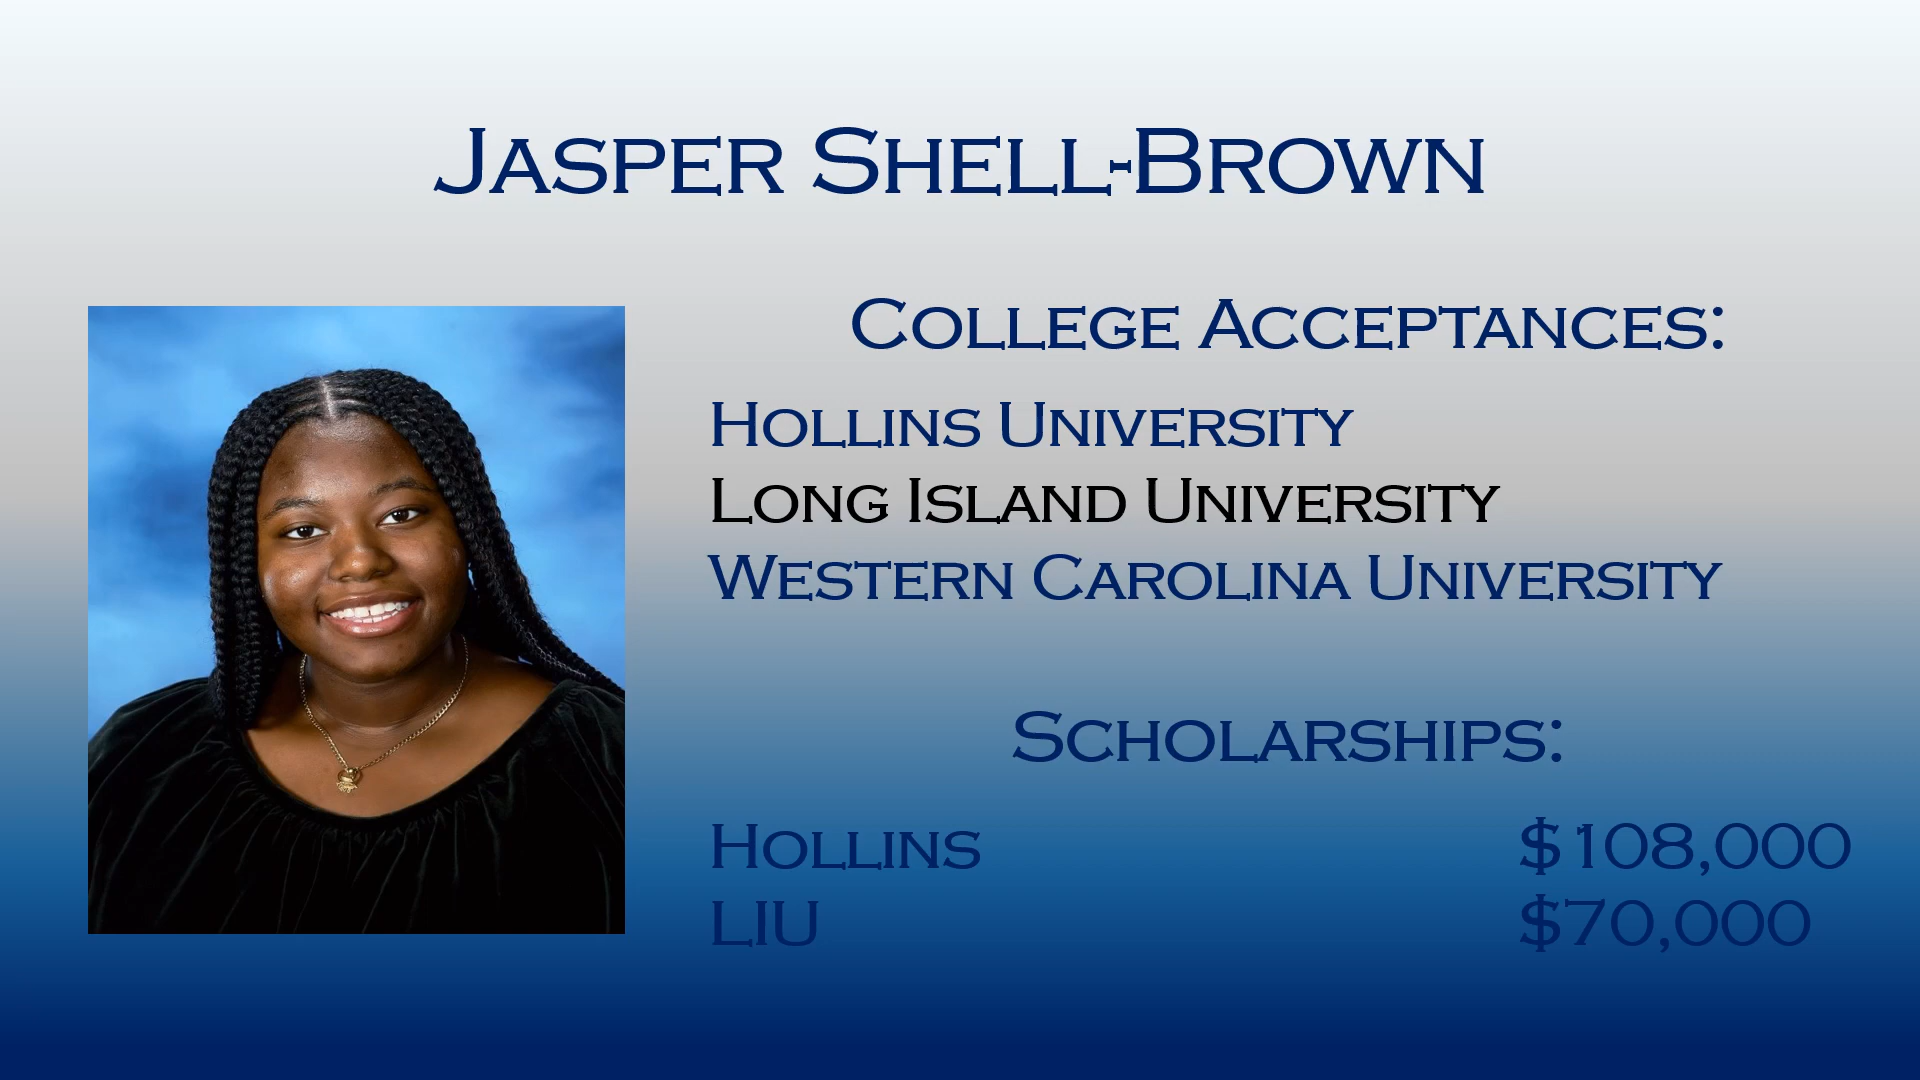 Jasper Shell-Brown
College Acceptances:
Hollins University
Long Island University
Western Carolina University
Scholarships:
Hollins $108,000
LIU $70,000